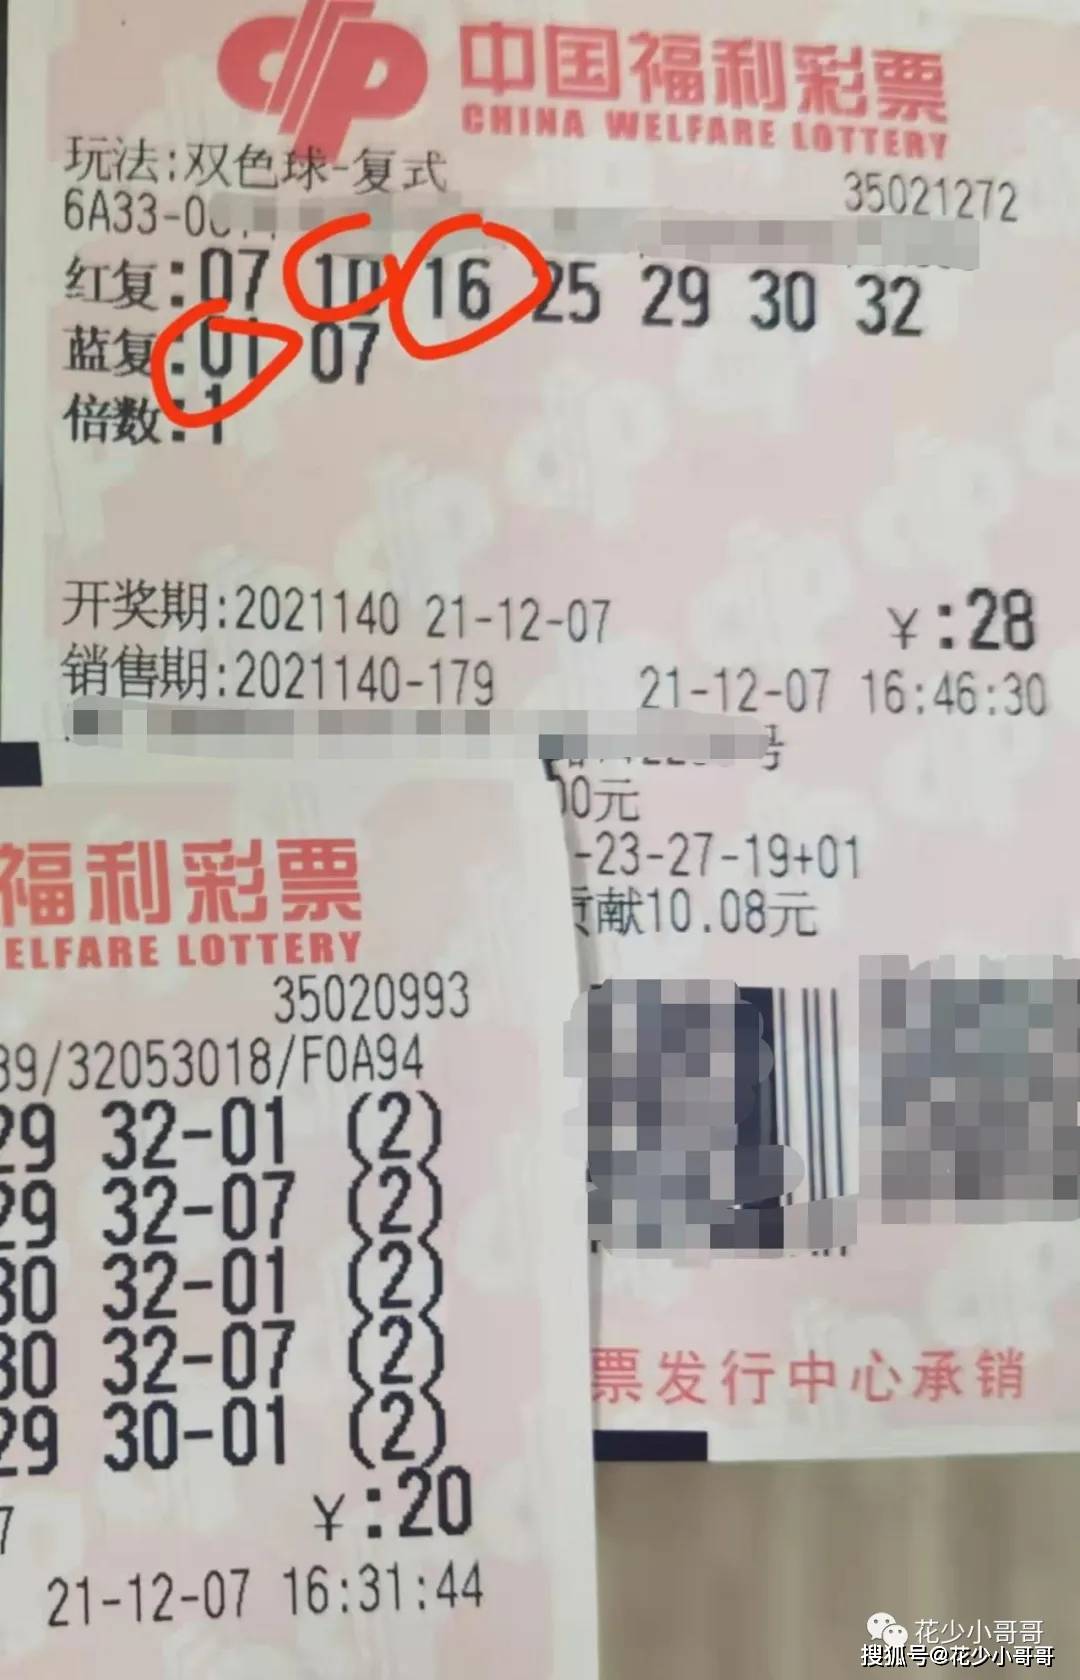 中国福利彩票
CHINA WELFARE LOTTERY
玩法:双色球-复式
35021272
6A33-0
红复:07 10 16 25 29 30 32
蓝复:01 07
倍数:1
开奖期:2021140 21-12-07 ¥:28
销售期:2021140-179 21-12-07 16:46:30
号
00元
-23-27-19+01
贡献10.08元
票发行中心承销
福利彩票
ELFARE LOTTERY
35020993
39/32053018/F0A94
29 32-01 (2)
29 32-07 (2)
30 32-01 (2)
30 32-07 (2)
29 30-01 (2)
7 ¥:20
21-12-07 16:31:44
花少小哥哥
搜狐号@花少小哥哥